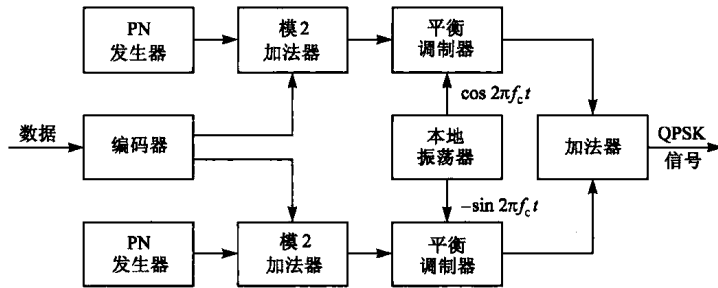 PN
发生器
模2
加法器
平衡
调制器
cos 2πf_c t
数据
编码器
本地
振荡器
加法器
QPSK
信号
−sin 2πf_c t
PN
发生器
模2
加法器
平衡
调制器